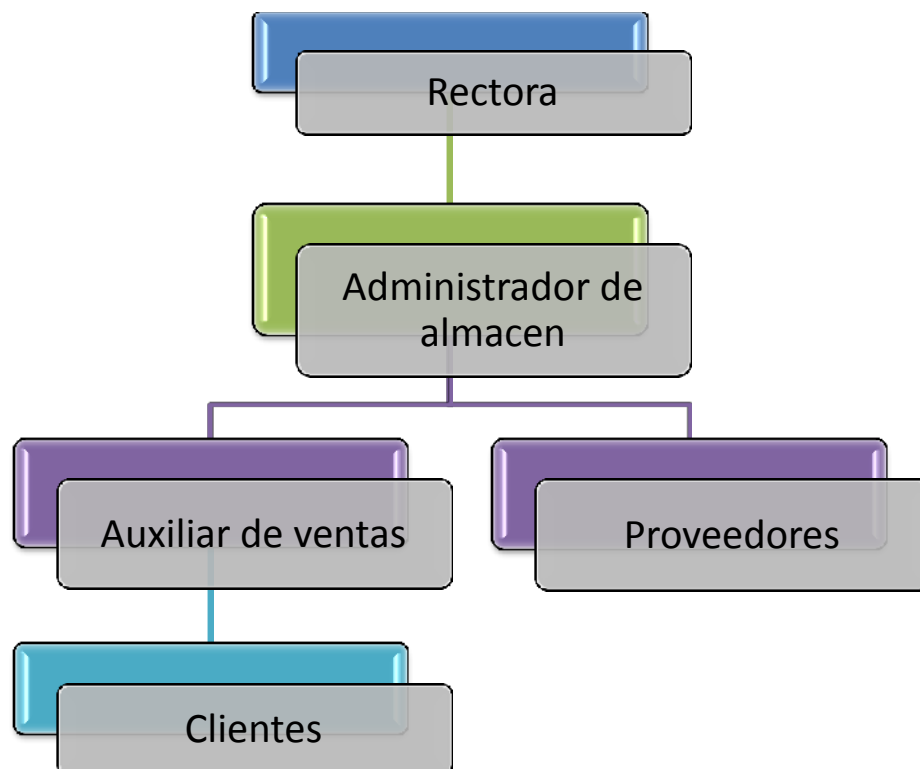 Rectora
Administrador de
almacen
Auxiliar de ventas
Proveedores
Clientes